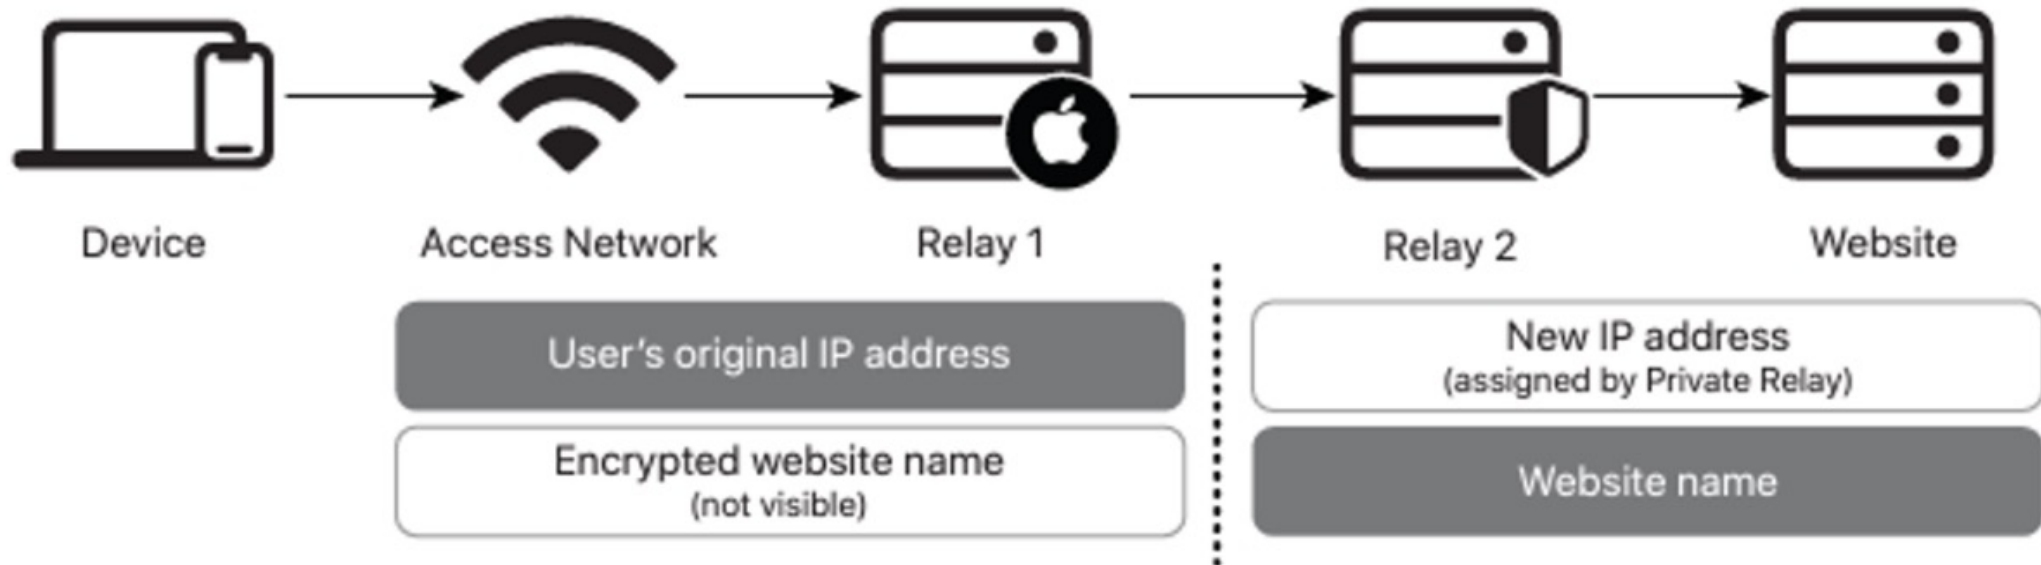 Device
Access Network
Relay 1
Relay 2
Website
User’s original IP address
Encrypted website name
(not visible)
New IP address
(assigned by Private Relay)
Website name